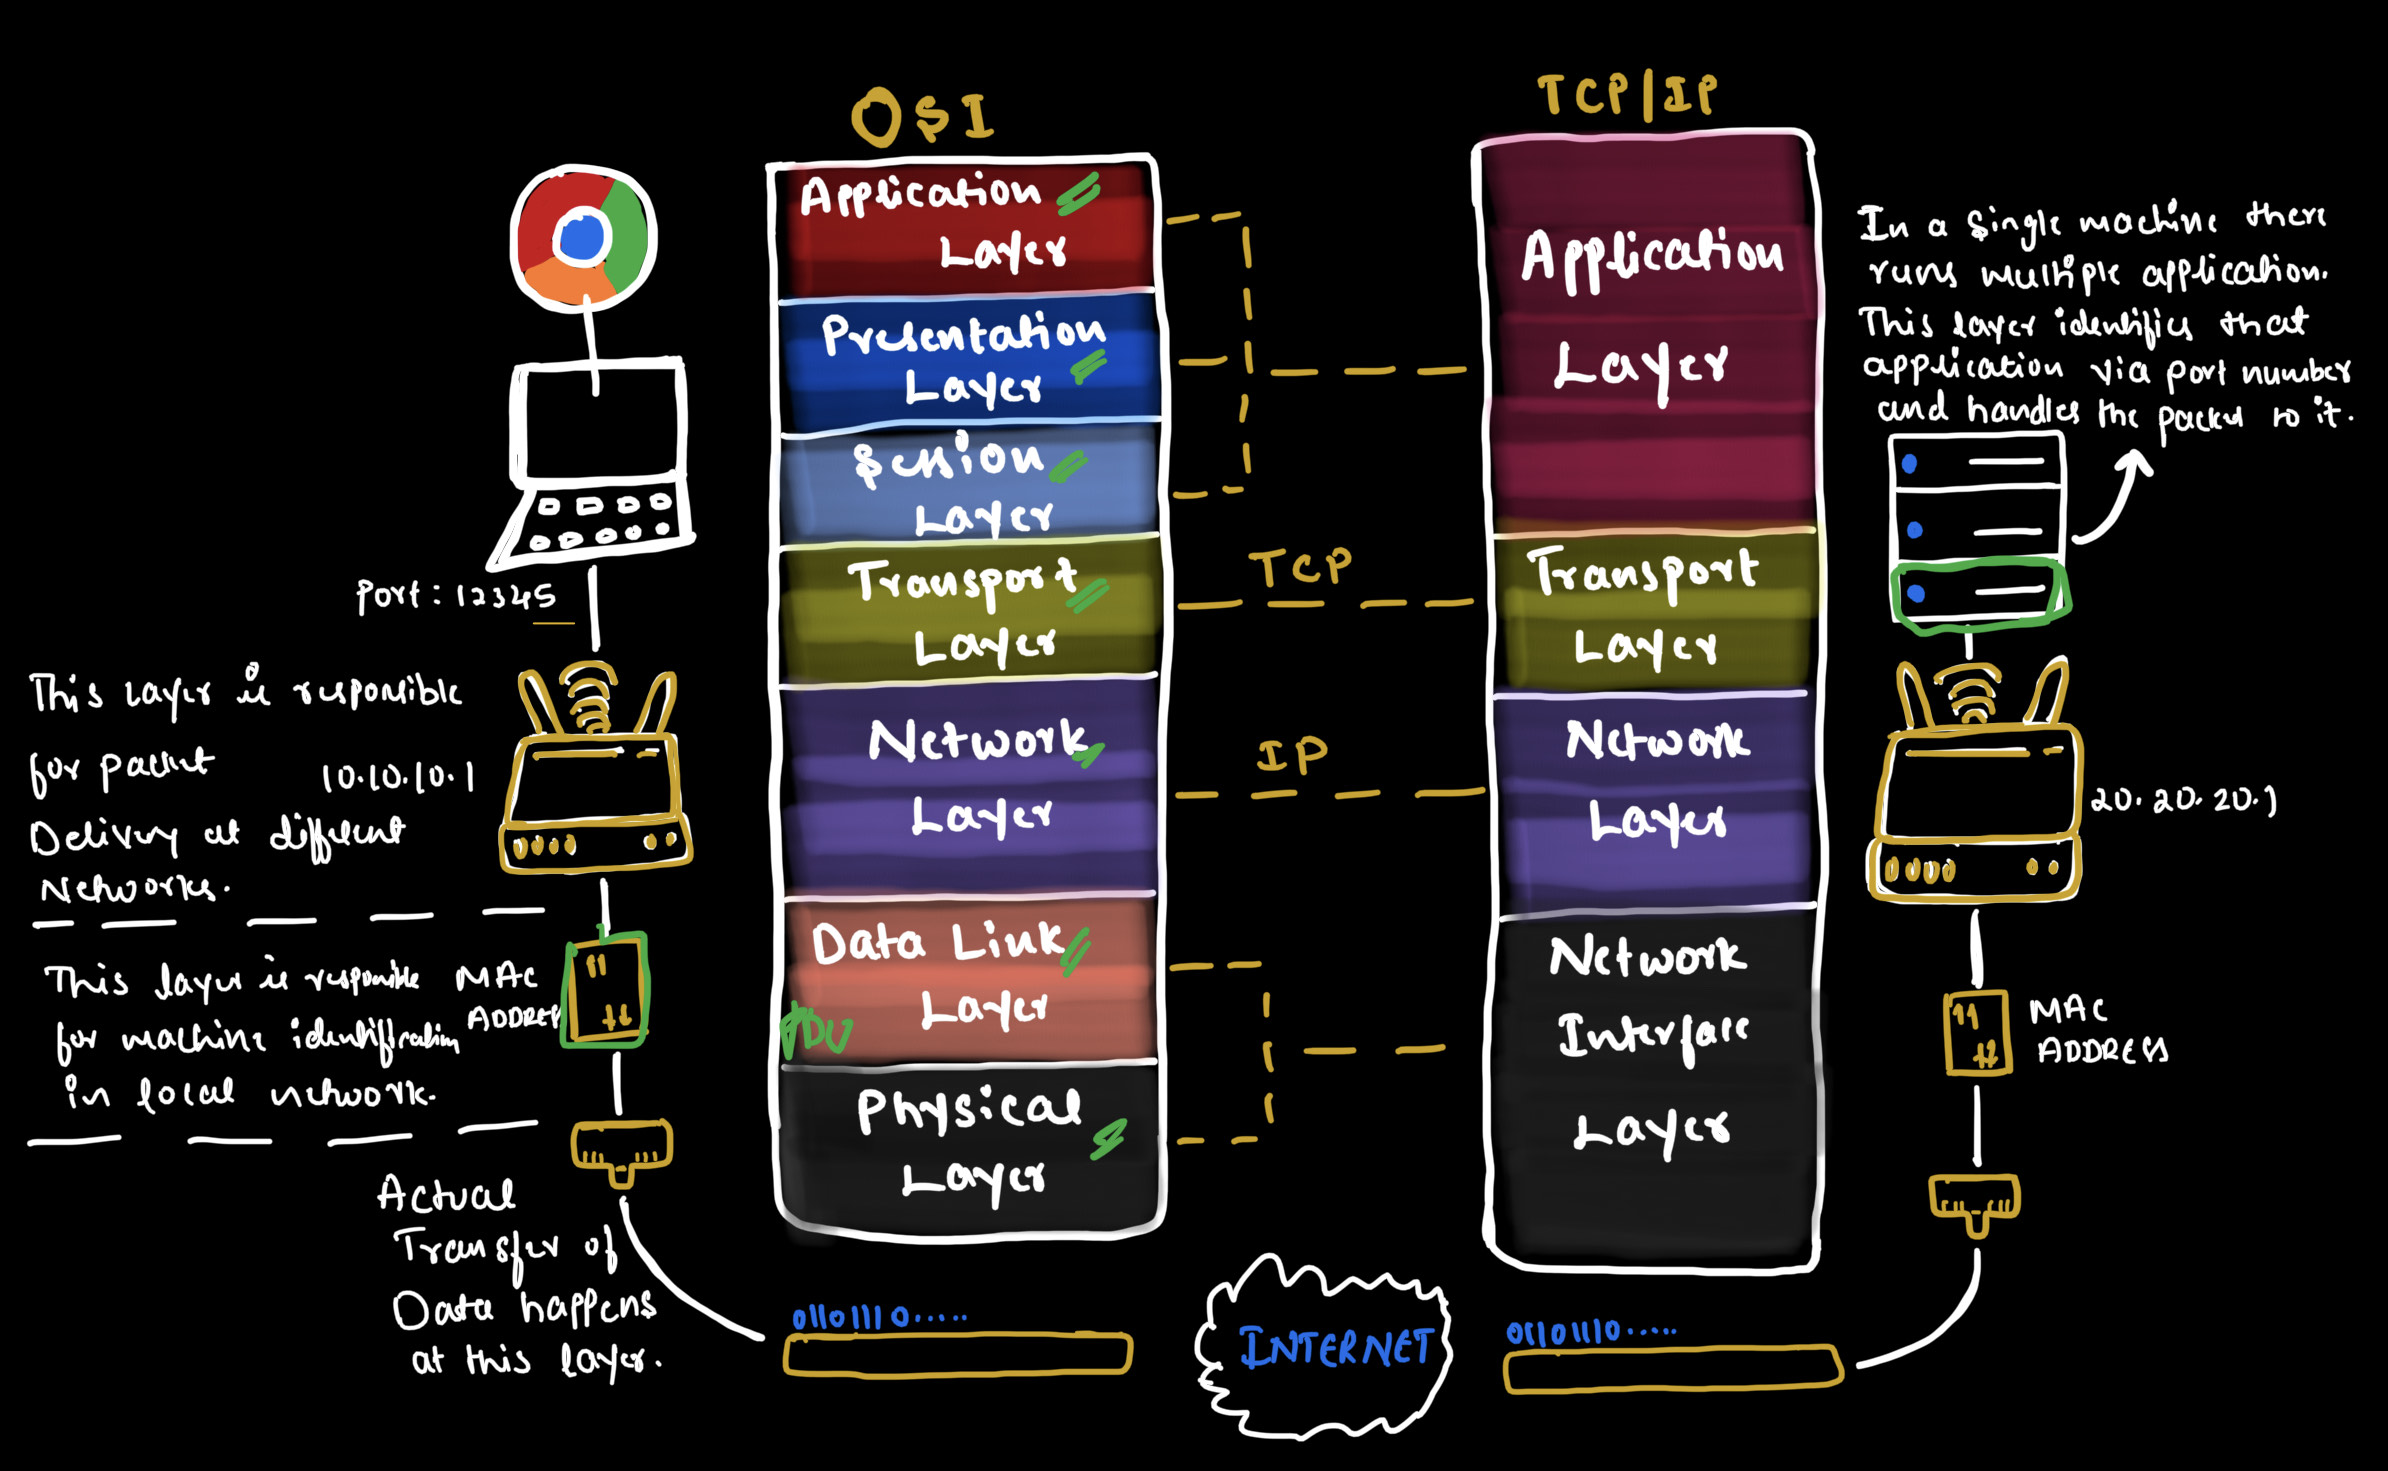 OSI
TCP/IP
Application
Layer
Presentation
Layer
Session
Layer
Transport
Layer
Network
Layer
Data Link
Layer
PDU
Physical
Layer
TCP
IP
Application
Layer
Transport
Layer
Network
Layer
Network
Interface
Layer
In a single machine there
runs multiple application.
This layer identifies that
application via port number
and handles the packet to it.
Port: 12345
This layer is responsible
for packet
10.10.10.1
Delivery at different
Networks.
This layer is responsible
for machine identification
in local network.
MAC
ADDRESS
Actual
Transfer of
Data happens
at this layer.
01101110.....
INTERNET
01101110.....
20.20.20.1
MAC
ADDRESS